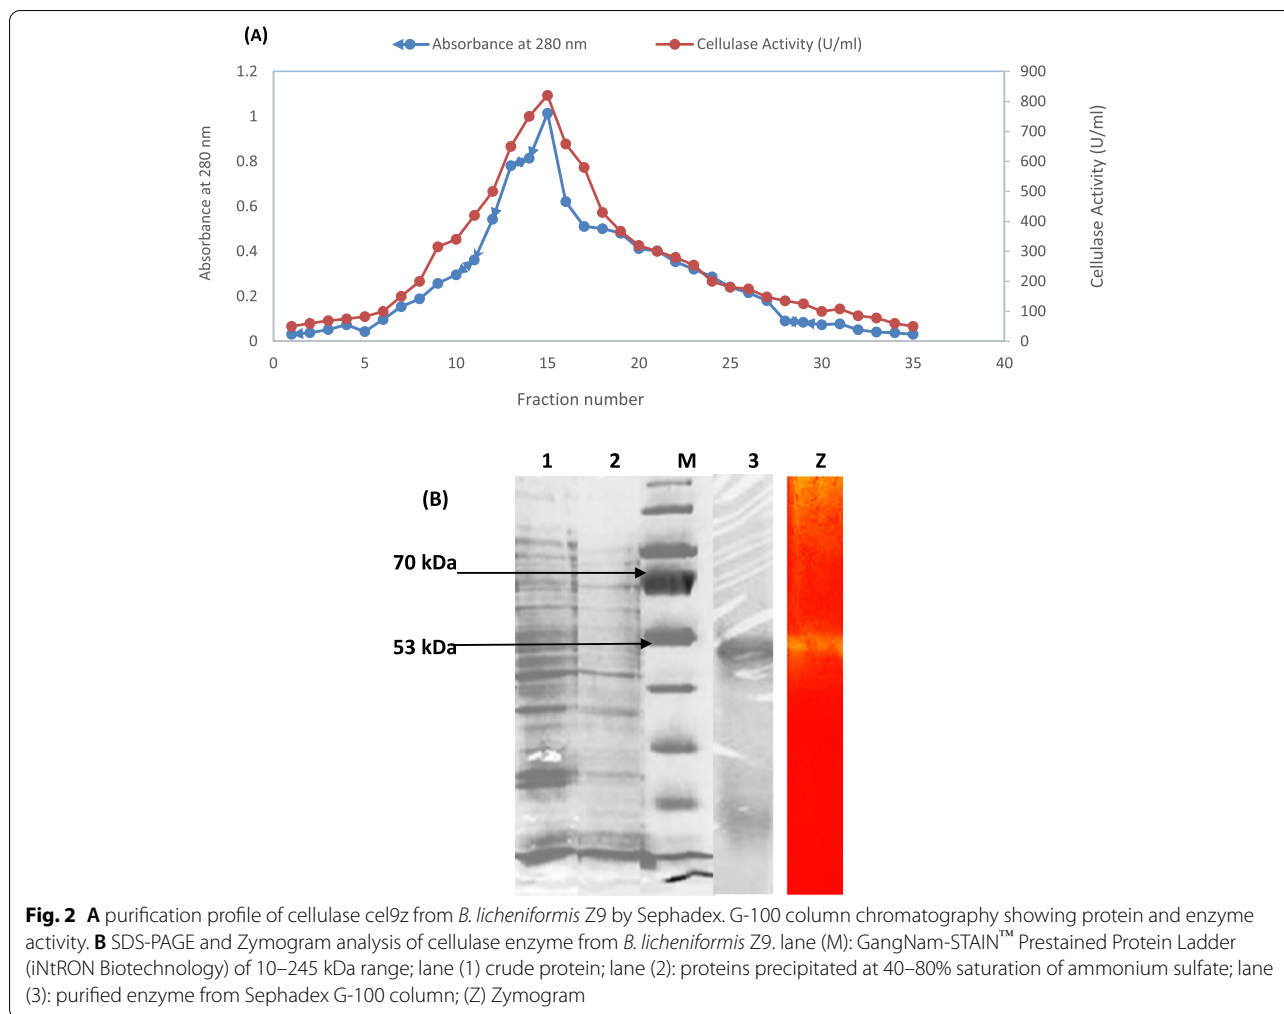 (A)
Absorbance at 280 nm
Cellulase Activity (U/ml)
1.2
1
0.8
0.6
0.4
0.2
0
Absorbance at 280 nm
900
800
700
600
500
400
300
200
100
0
Cellulase Activity (U/ml)
0 5 10 15 20 25 30 35 40
Fraction number
1 2 M 3 Z
(B)
70 kDa
53 kDa
Fig. 2 A purification profile of cellulase cel9z from B. licheniformis Z9 by Sephadex. G-100 column chromatography showing protein and enzyme
activity. B SDS-PAGE and Zymogram analysis of cellulase enzyme from B. licheniformis Z9. lane (M): GangNam-STAIN™ Prestained Protein Ladder
(iNtRON Biotechnology) of 10–245 kDa range; lane (1) crude protein; lane (2): proteins precipitated at 40–80% saturation of ammonium sulfate; lane
(3): purified enzyme from Sephadex G-100 column; (Z) Zymogram